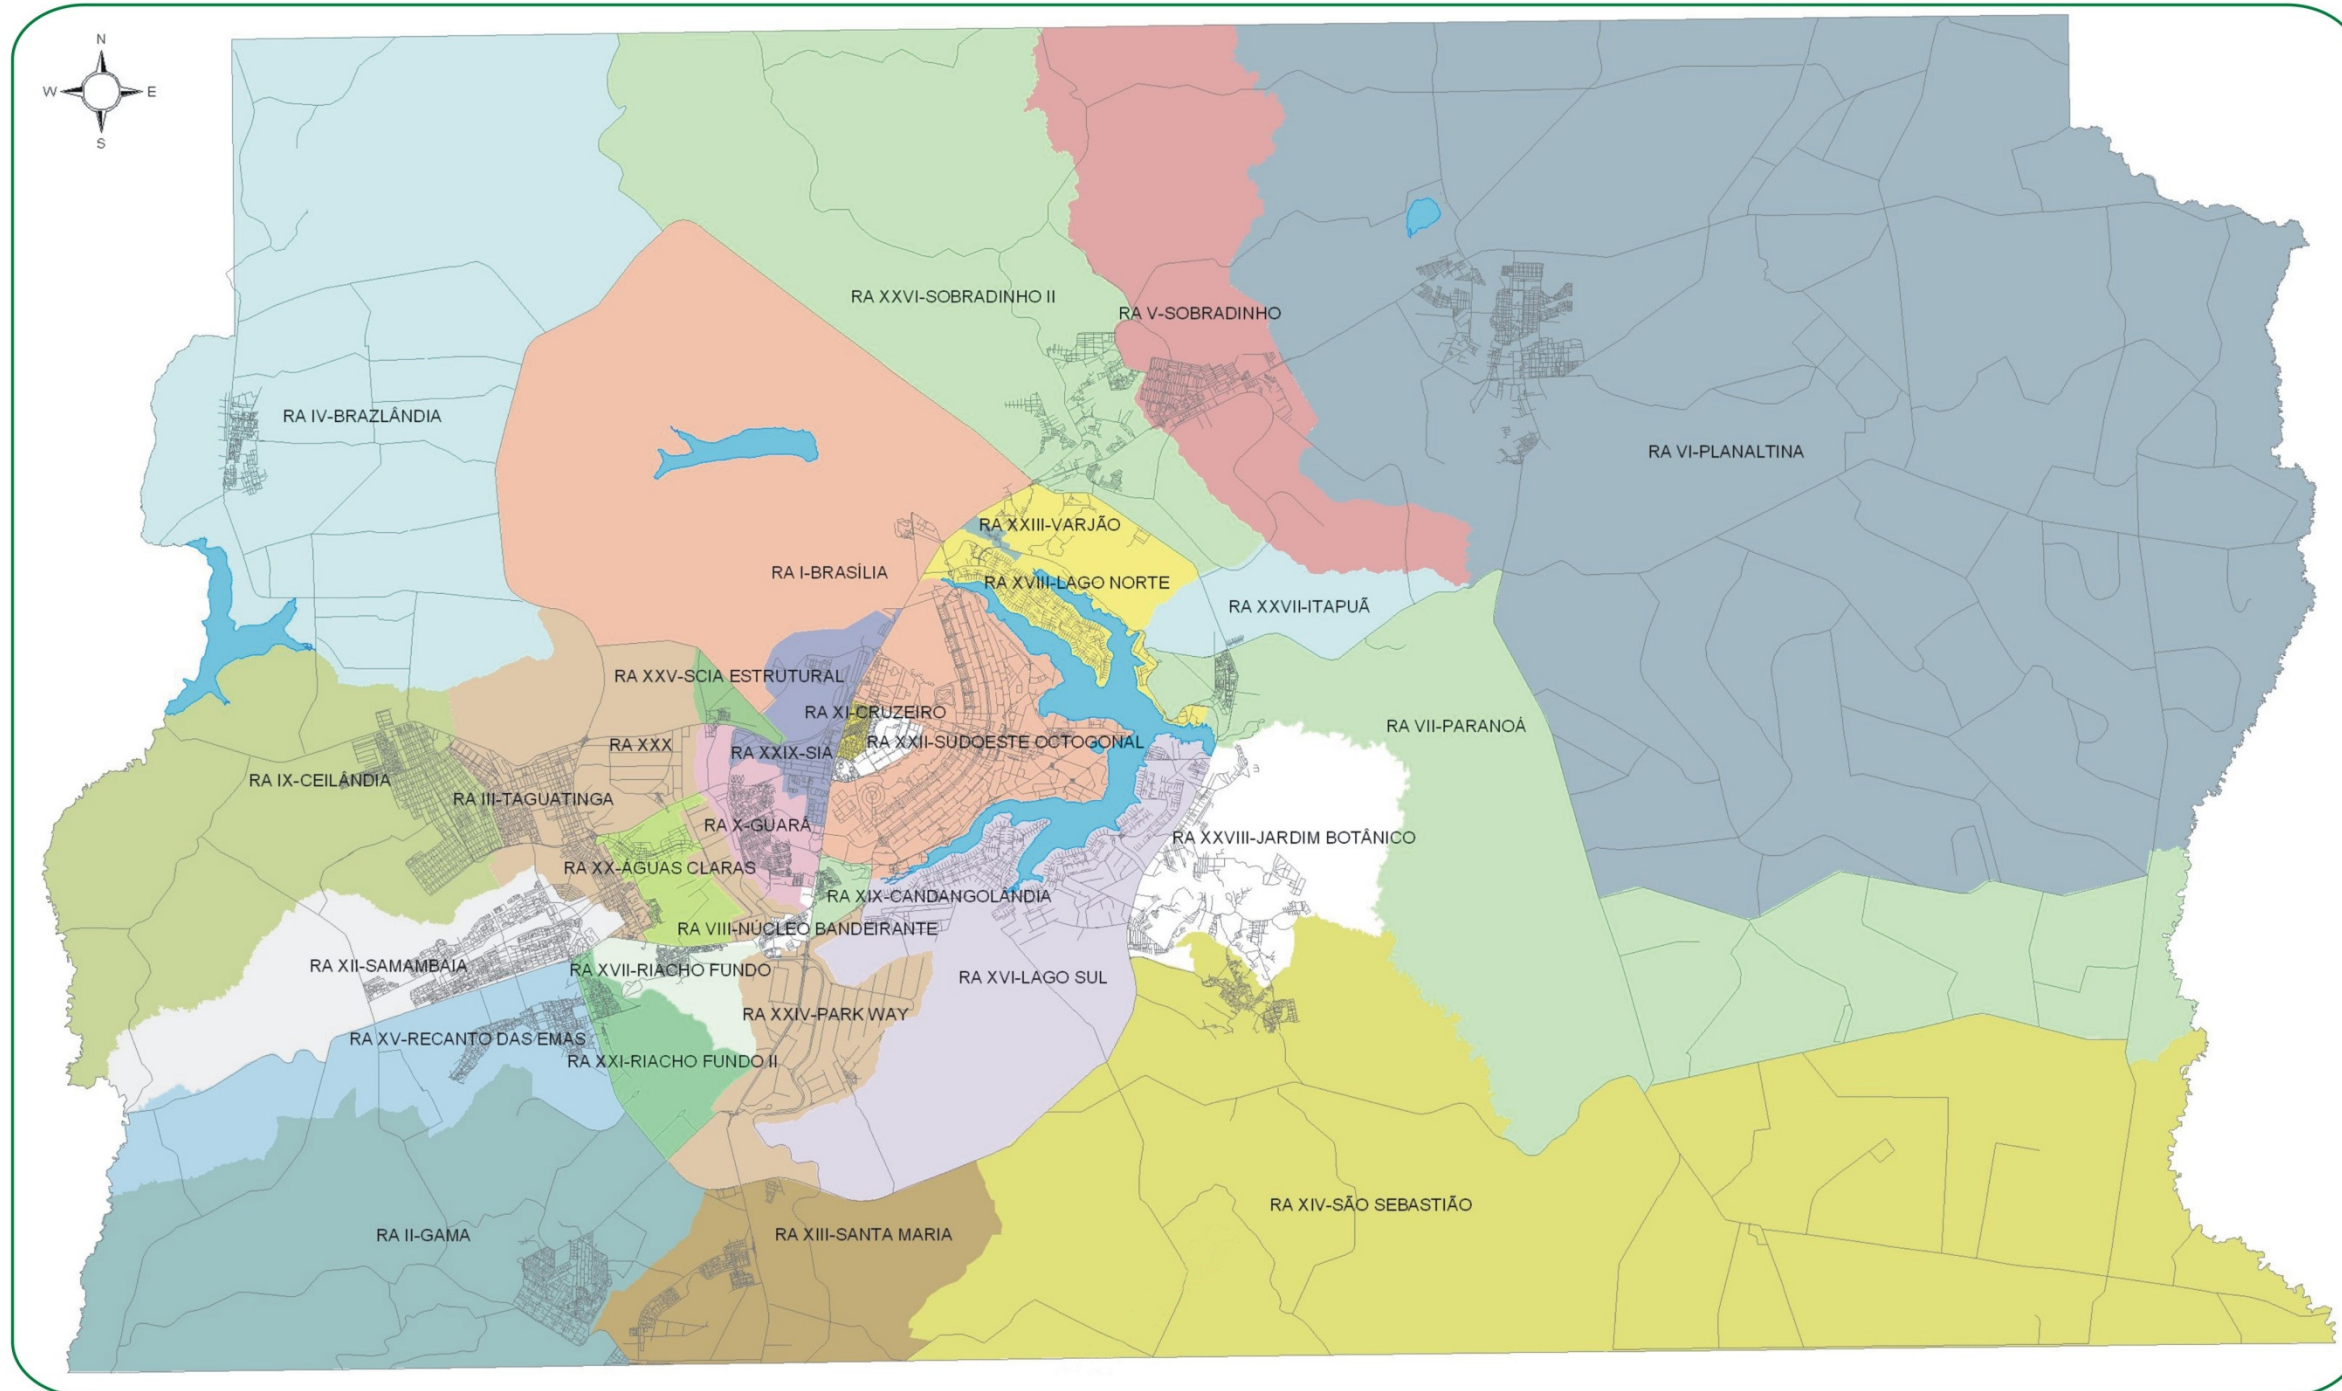 N
W E
S
RA XXVI-SOBRADINHO II
RA V-SOBRADINHO
RA IV-BRAZLÂNDIA
RA VI-PLANALTINA
RA XXIII-VARJÃO
RA I-BRASÍLIA
RA XVIII-LAGO NORTE
RA XXVII-ITAPUÃ
RA XXV-SCIA ESTRUTURAL
RA XI-CRUZEIRO
RA VII-PARANOÁ
RA XXX
RA XXIX-SIA
RA XXII-SUDOESTE OCTOGONAL
RA IX-CEILÂNDIA
RA III-TAGUATINGA
RA X-GUARÁ
RA XXVIII-JARDIM BOTÂNICO
RA XX-ÁGUAS CLARAS
RA XIX-CANDANGOLÂNDIA
RA VIII-NÚCLEO BANDEIRANTE
RA XII-SAMAMBAIA
RA XVII-RIACHO FUNDO
RA XVI-LAGO SUL
RA XXIV-PARK WAY
RA XV-RECANTO DAS EMAS
RA XXI-RIACHO FUNDO II
RA XIV-SÃO SEBASTIÃO
RA II-GAMA
RA XIII-SANTA MARIA